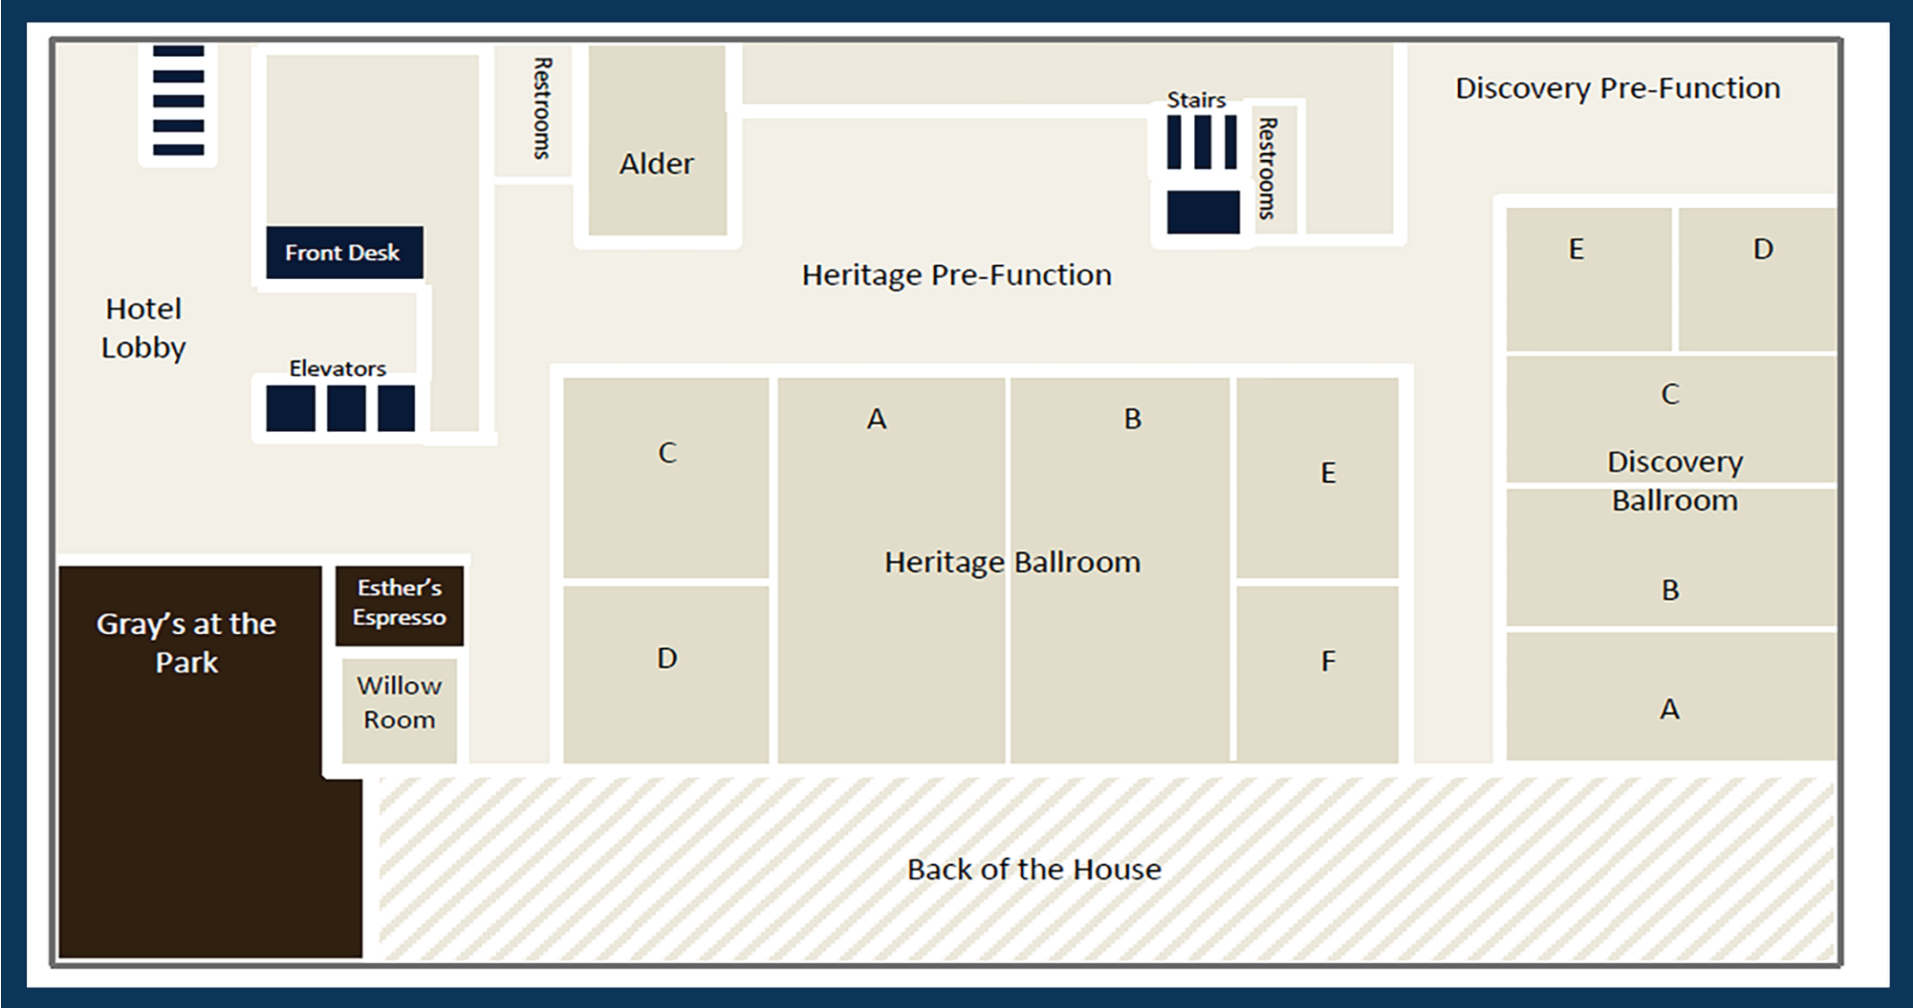 Restrooms
Alder
Stairs
Restrooms
Discovery Pre-Function
Front Desk
Hotel
Lobby
Elevators
Heritage Pre-Function
E
D
C
Discovery
Ballroom
B
A
C
A
B
E
Heritage Ballroom
D
F
Gray’s at the
Park
Esther’s
Espresso
Willow
Room
Back of the House